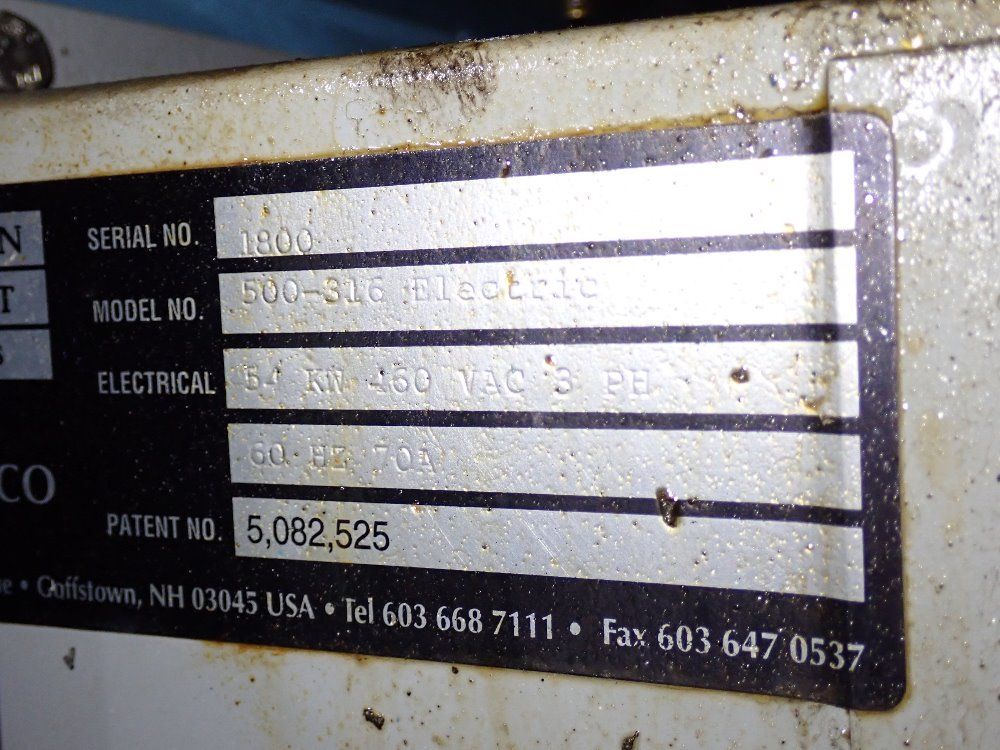 N
SERIAL NO. 1800
T
MODEL NO. 500-316 Electric
S
ELECTRICAL 54 KW 460 VAC 3 PH
60 HZ 70A
CO
PATENT NO. 5,082,525
e • Goffstown, NH 03045 USA • Tel 603 668 7111 • Fax 603 647 0537